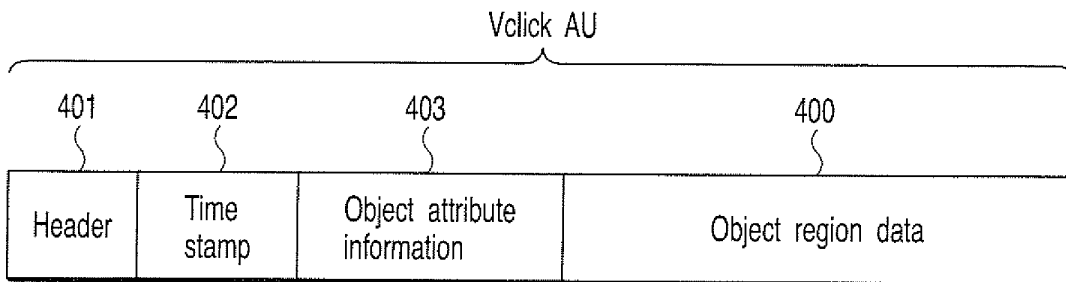 Vclick AU
401
402
403
400
Header
Time
stamp
Object attribute
information
Object region data